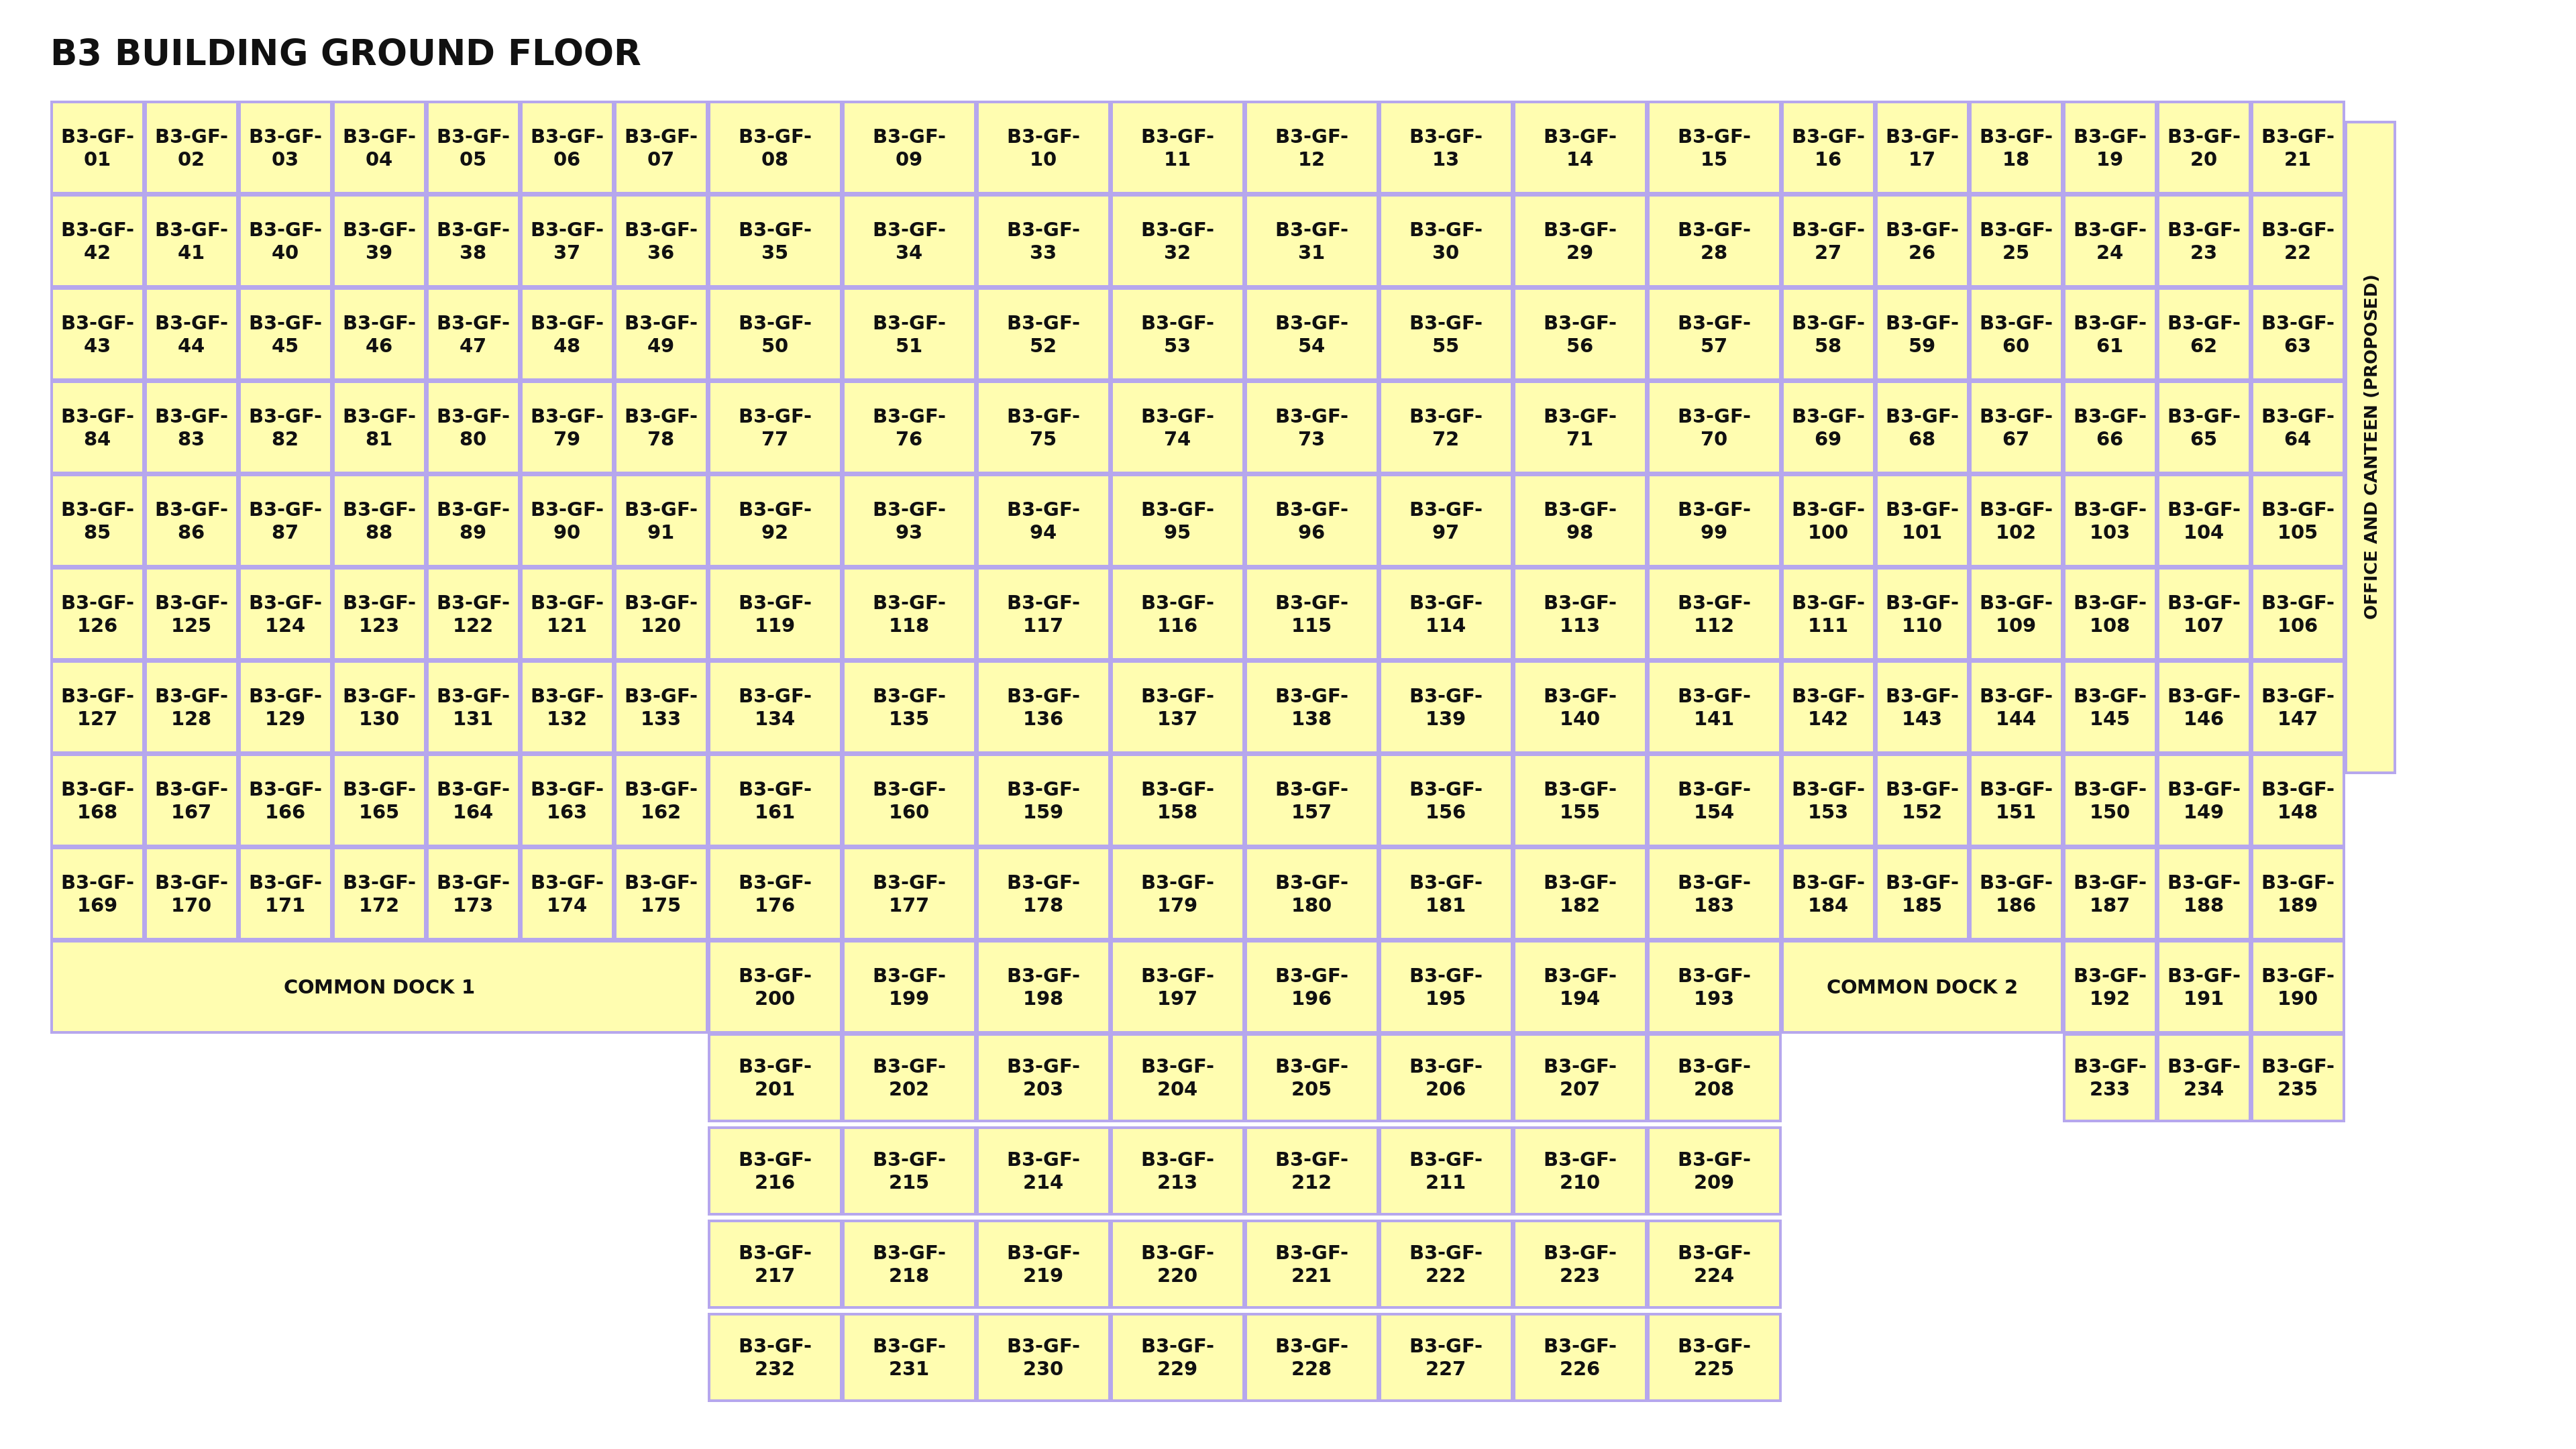 B3 BUILDING GROUND FLOOR
B3-GF- B3-GF- B3-GF- B3-GF- B3-GF- B3-GF- B3-GF- B3-GF- B3-GF- B3-GF- B3-GF- B3-GF- B3-GF- B3-GF- B3-GF- B3-GF- B3-GF- B3-GF- B3-GF- B3-GF- B3-GF-
01 02 03 04 05 06 07 08 09 10 11 12 13 14 15 16 17 18 19 20 21
B3-GF- B3-GF- B3-GF- B3-GF- B3-GF- B3-GF- B3-GF- B3-GF- B3-GF- B3-GF- B3-GF- B3-GF- B3-GF- B3-GF- B3-GF- B3-GF- B3-GF- B3-GF- B3-GF- B3-GF- B3-GF-
42 41 40 39 38 37 36 35 34 33 32 31 30 29 28 27 26 25 24 23 22
B3-GF- B3-GF- B3-GF- B3-GF- B3-GF- B3-GF- B3-GF- B3-GF- B3-GF- B3-GF- B3-GF- B3-GF- B3-GF- B3-GF- B3-GF- B3-GF- B3-GF- B3-GF- B3-GF- B3-GF- B3-GF-
43 44 45 46 47 48 49 50 51 52 53 54 55 56 57 58 59 60 61 62 63
B3-GF- B3-GF- B3-GF- B3-GF- B3-GF- B3-GF- B3-GF- B3-GF- B3-GF- B3-GF- B3-GF- B3-GF- B3-GF- B3-GF- B3-GF- B3-GF- B3-GF- B3-GF- B3-GF- B3-GF- B3-GF-
84 83 82 81 80 79 78 77 76 75 74 73 72 71 70 69 68 67 66 65 64
B3-GF- B3-GF- B3-GF- B3-GF- B3-GF- B3-GF- B3-GF- B3-GF- B3-GF- B3-GF- B3-GF- B3-GF- B3-GF- B3-GF- B3-GF- B3-GF- B3-GF- B3-GF- B3-GF- B3-GF- B3-GF-
85 86 87 88 89 90 91 92 93 94 95 96 97 98 99 100 101 102 103 104 105
B3-GF- B3-GF- B3-GF- B3-GF- B3-GF- B3-GF- B3-GF- B3-GF- B3-GF- B3-GF- B3-GF- B3-GF- B3-GF- B3-GF- B3-GF- B3-GF- B3-GF- B3-GF- B3-GF- B3-GF- B3-GF-
126 125 124 123 122 121 120 119 118 117 116 115 114 113 112 111 110 109 108 107 106
B3-GF- B3-GF- B3-GF- B3-GF- B3-GF- B3-GF- B3-GF- B3-GF- B3-GF- B3-GF- B3-GF- B3-GF- B3-GF- B3-GF- B3-GF- B3-GF- B3-GF- B3-GF- B3-GF- B3-GF- B3-GF-
127 128 129 130 131 132 133 134 135 136 137 138 139 140 141 142 143 144 145 146 147
B3-GF- B3-GF- B3-GF- B3-GF- B3-GF- B3-GF- B3-GF- B3-GF- B3-GF- B3-GF- B3-GF- B3-GF- B3-GF- B3-GF- B3-GF- B3-GF- B3-GF- B3-GF- B3-GF- B3-GF- B3-GF-
168 167 166 165 164 163 162 161 160 159 158 157 156 155 154 153 152 151 150 149 148
B3-GF- B3-GF- B3-GF- B3-GF- B3-GF- B3-GF- B3-GF- B3-GF- B3-GF- B3-GF- B3-GF- B3-GF- B3-GF- B3-GF- B3-GF- B3-GF- B3-GF- B3-GF- B3-GF- B3-GF- B3-GF-
169 170 171 172 173 174 175 176 177 178 179 180 181 182 183 184 185 186 187 188 189
OFFICE AND CANTEEN (PROPOSED)
COMMON DOCK 1
B3-GF- B3-GF- B3-GF- B3-GF- B3-GF- B3-GF- B3-GF- B3-GF-
200 199 198 197 196 195 194 193
COMMON DOCK 2
B3-GF- B3-GF- B3-GF-
192 191 190
B3-GF- B3-GF- B3-GF- B3-GF- B3-GF- B3-GF- B3-GF- B3-GF- B3-GF- B3-GF- B3-GF-
201 202 203 204 205 206 207 208 233 234 235
B3-GF- B3-GF- B3-GF- B3-GF- B3-GF- B3-GF- B3-GF- B3-GF-
216 215 214 213 212 211 210 209
B3-GF- B3-GF- B3-GF- B3-GF- B3-GF- B3-GF- B3-GF- B3-GF-
217 218 219 220 221 222 223 224
B3-GF- B3-GF- B3-GF- B3-GF- B3-GF- B3-GF- B3-GF- B3-GF-
232 231 230 229 228 227 226 225